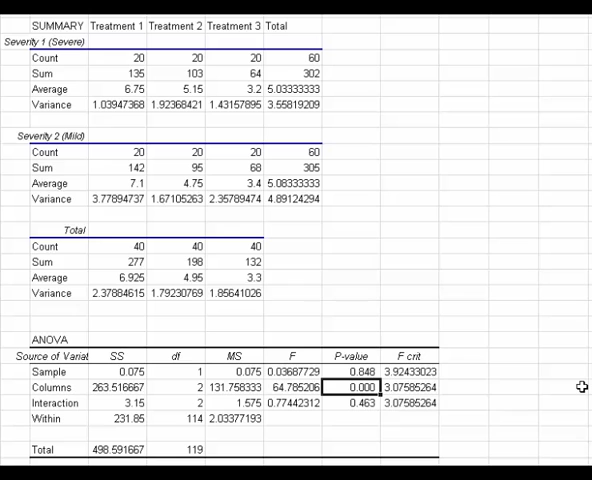 SUMMARY Treatment 1 Treatment 2 Treatment 3 Total
Severity 1 (Severe)
Count 20 20 20 60
Sum 135 103 64 302
Average 6.75 5.15 3.2 5.03333333
Variance 1.03947368 1.92368421 1.43157895 3.55819209
Severity 2 (Mild)
Count 20 20 20 60
Sum 142 95 68 305
Average 7.1 4.75 3.4 5.08333333
Variance 3.77894737 1.67105263 2.35789474 4.89124294
Total
Count 40 40 40
Sum 277 198 132
Average 6.925 4.95 3.3
Variance 2.37884615 1.79230769 1.85641026
ANOVA
Source of Variat SS df MS F P-value F crit
Sample 0.075 1 0.075 0.03687729 0.848 3.92433023
Columns 263.516667 2 131.758333 64.785206 0.000 3.07585264
Interaction 3.15 2 1.575 0.77442312 0.463 3.07585264
Within 231.85 114 2.03377193
Total 498.591667 119